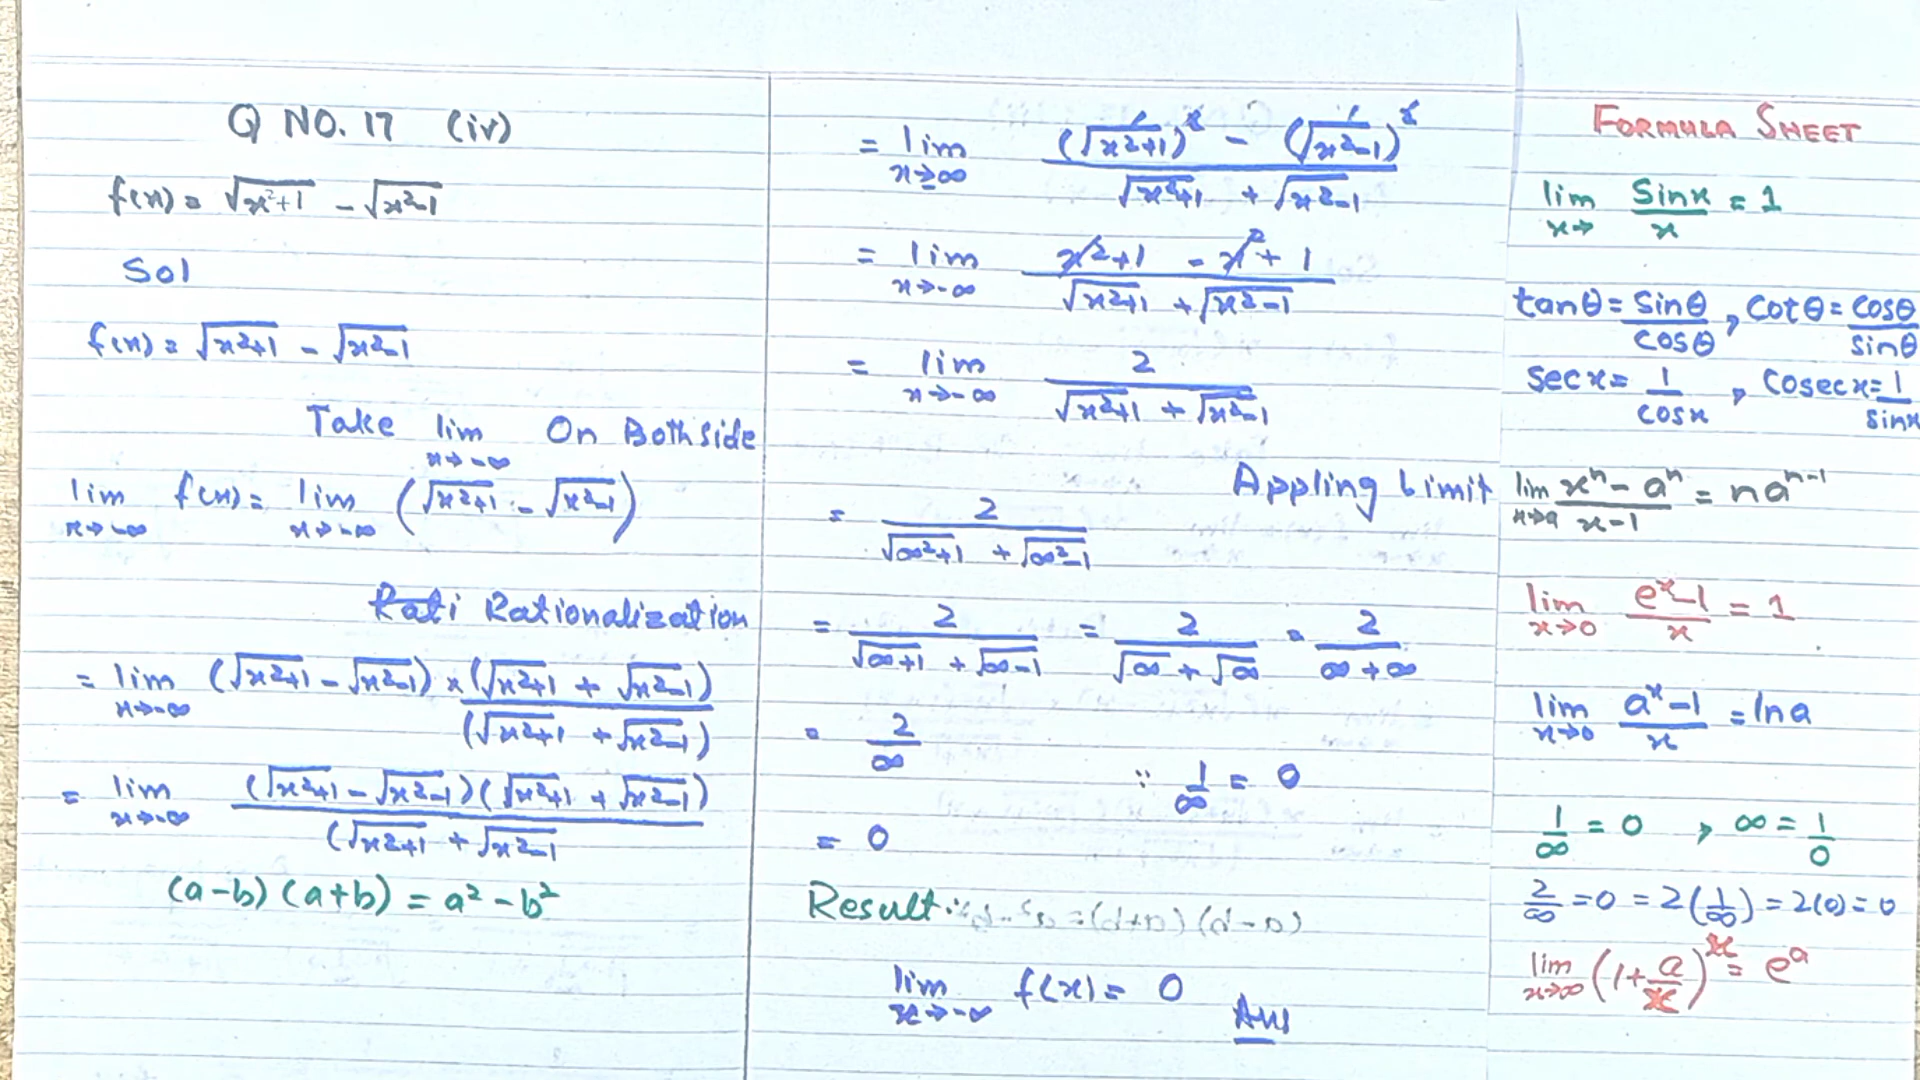 Q NO. 17 (iv)
f(x) = √(x²+1) - √(x²-1)
Sol
f(x) = √(x²+1) - √(x²-1)
Take lim x→-∞ On Both side
lim x→-∞ f(x) = lim x→-∞ (√(x²+1) - √(x²-1))
Rati Rationalization
= lim x→-∞ (√(x²+1) - √(x²-1)) × (√(x²+1) + √(x²-1)) / (√(x²+1) + √(x²-1))
= lim x→-∞ (√(x²+1) - √(x²-1)) (√(x²+1) + √(x²-1)) / (√(x²+1) + √(x²-1)
(a-b) (a+b) = a² - b²
= lim x→∞ (√(x²+1))² - (√(x²-1))² / √(x²+1) + √(x²-1)
= lim x→-∞ x²+1 - x² + 1 / √(x²+1) + √(x²-1)
= lim x→-∞ 2 / √(x²+1) + √(x²-1)
Appling Limit
= 2 / √(∞²+1) + √(∞²-1)
= 2 / √(∞+1) + √(∞-1) = 2 / √∞ + √∞ = 2 / ∞ + ∞
= 2/∞ ∵ 1/∞ = 0
= 0
Result:
lim x→-∞ f(x) = 0 Ans
FORMULA SHEET
lim x→ Sinx/x = 1
tanθ = Sinθ/cosθ , Cotθ = Cosθ/sinθ
Sec x = 1/cosx , Cosec x = 1/sinx
lim x→a xⁿ - aⁿ / x-1 = naⁿ⁻¹
lim x→0 eˣ-1 / x = 1
lim x→0 aˣ-1 / x = ln a
1/∞ = 0 , ∞ = 1/0
2/∞ = 0 = 2(1/∞) = 2(0) = 0
lim x→∞ (1 + a/x)ˣ = eᵃ